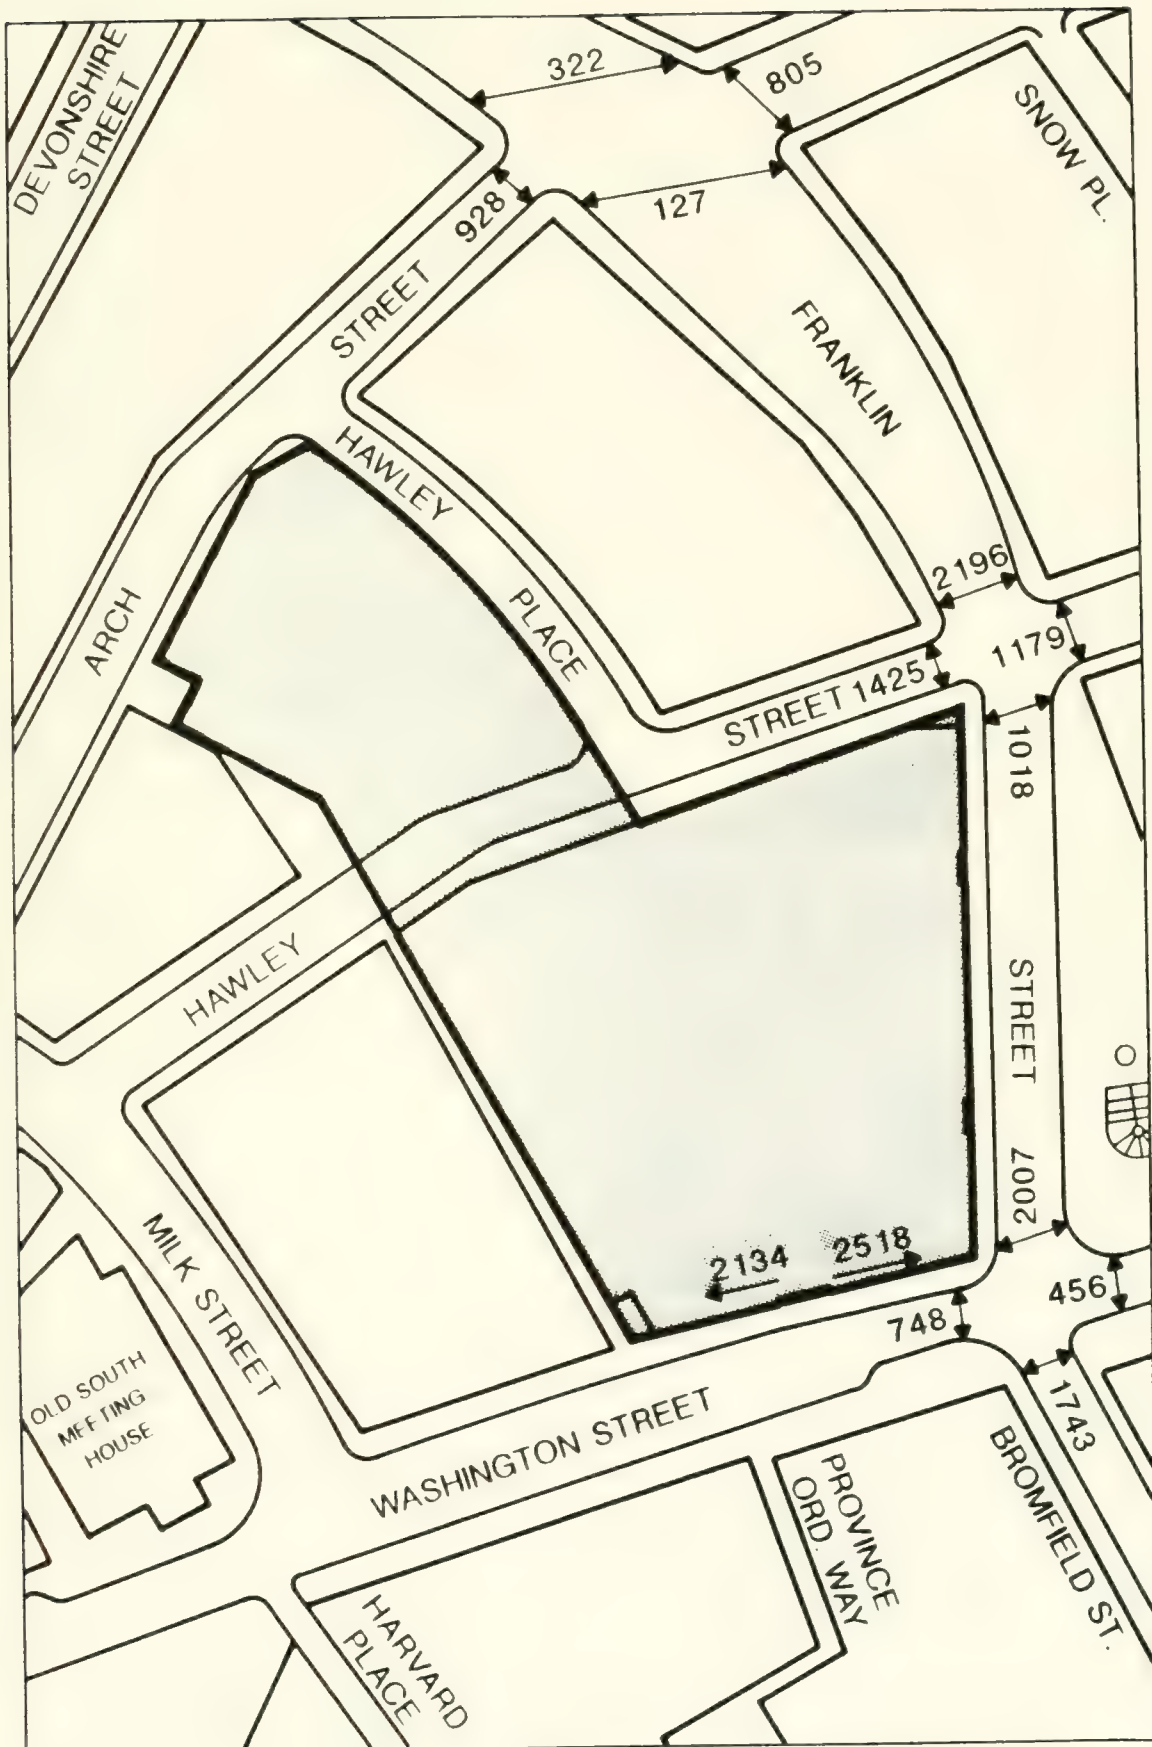 DEVONSHIRE
STREET
322
805
SNOW PL.
928
127
STREET
FRANKLIN
HAWLEY
PLACE
ARCH
2196
1179
STREET 1425
1018
HAWLEY
STREET
2007
MILK STREET
2134
2518
748
456
1743
OLD SOUTH
MEETING
HOUSE
WASHINGTON STREET
PROVINCE
ORD. WAY
BROMFIELD ST.
HARVARD
PLACE